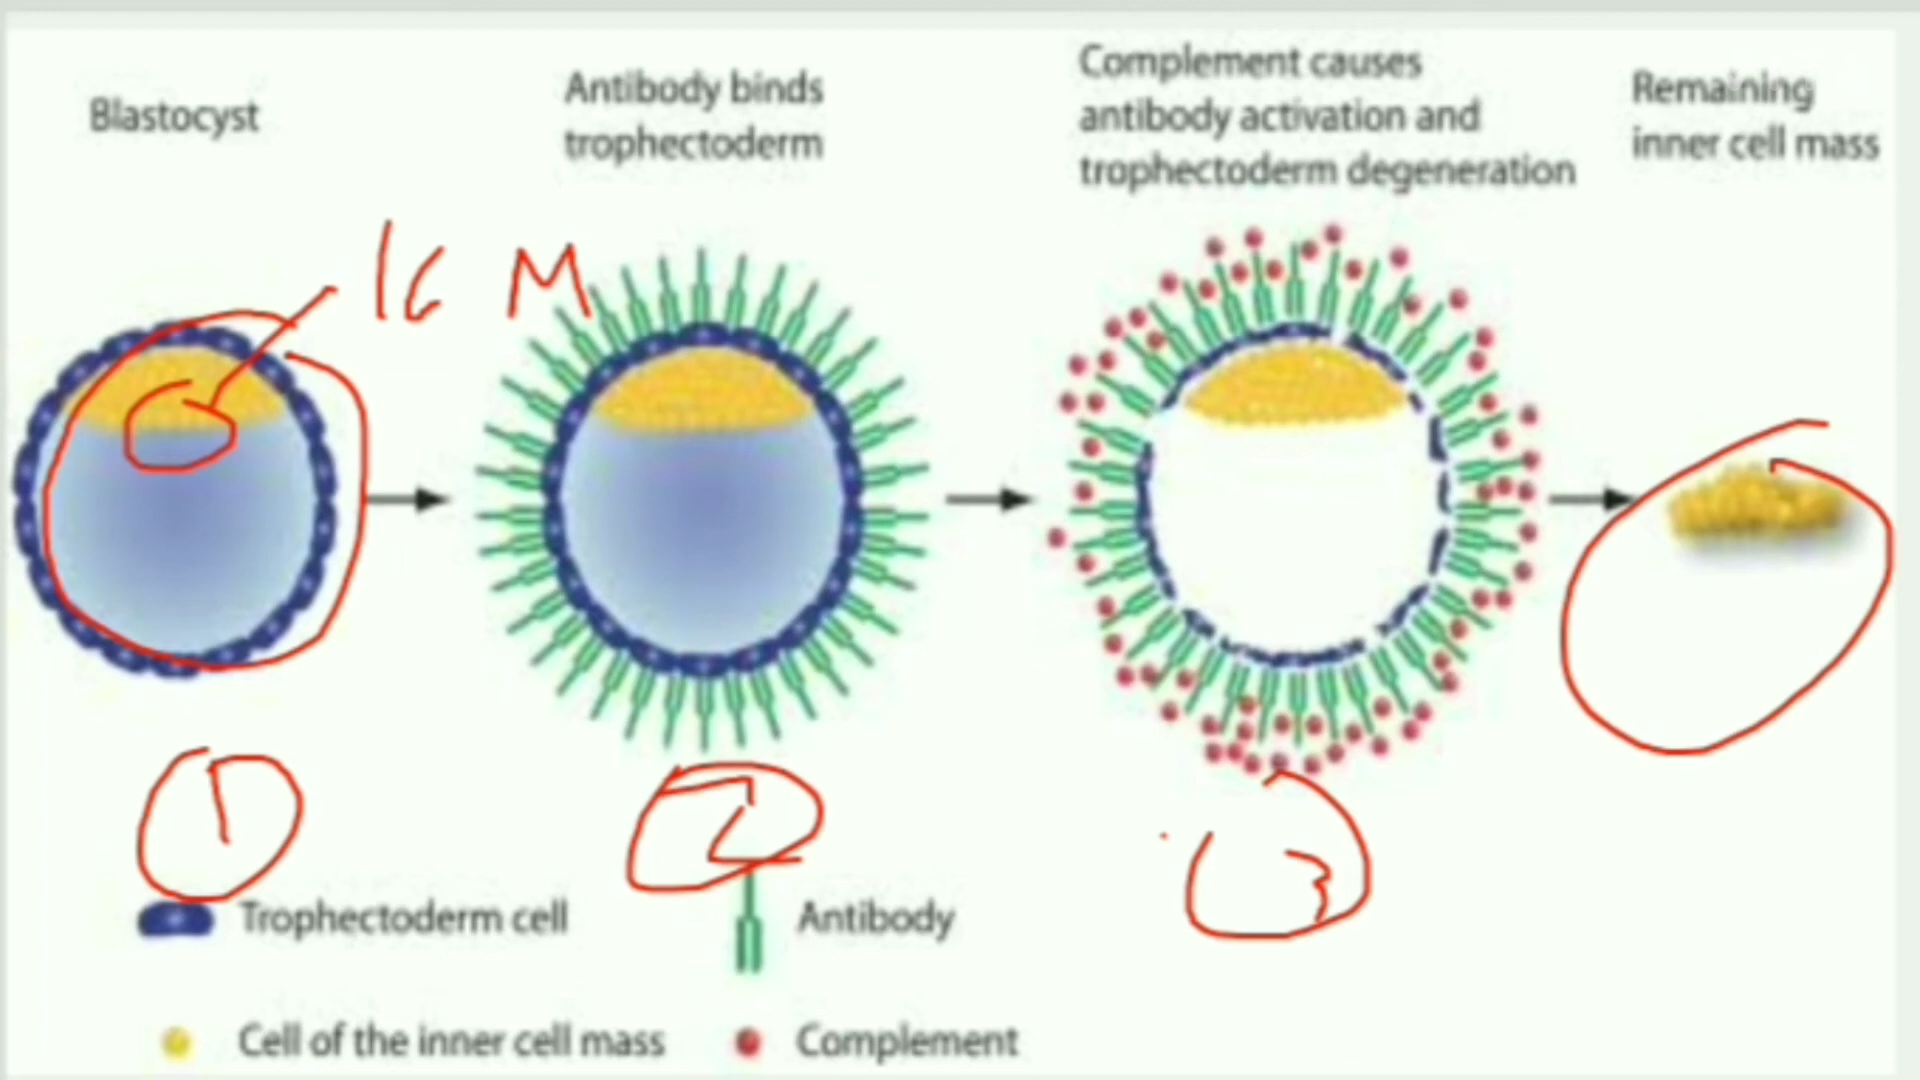 Blastocyst
Antibody binds
trophectoderm
Complement causes
antibody activation and
trophectoderm degeneration
Remaining
inner cell mass
IC M
1
2
3
Trophectoderm cell
Antibody
Cell of the inner cell mass
Complement